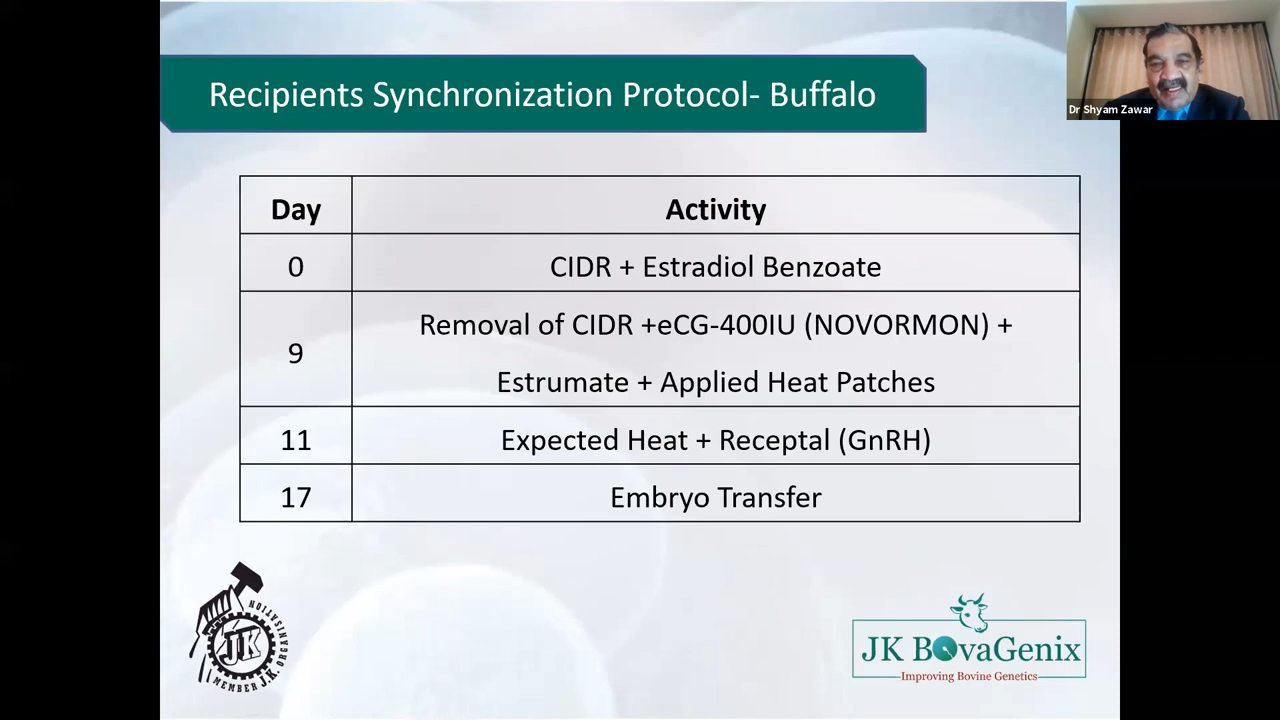 Recipients Synchronization Protocol- Buffalo
Dr Shyam Zawar
Day Activity
0 CIDR + Estradiol Benzoate
9 Removal of CIDR +eCG-400IU (NOVORMON) +
Estrumate + Applied Heat Patches
11 Expected Heat + Receptal (GnRH)
17 Embryo Transfer
JK
MEMBER J.K. ORGANISATION
JK BovaGenix
Improving Bovine Genetics